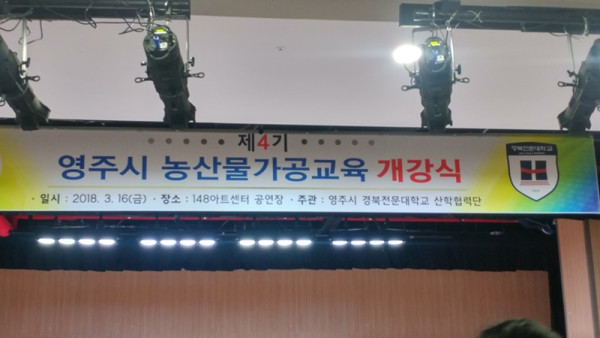 제4기
영주시 농산물가공교육 개강식
· 일시 : 2018. 3. 16(금) · 장소 : 148아트센터 공연장 · 주관 : 영주시 경북전문대학교 산학협력단
경북전문대학교